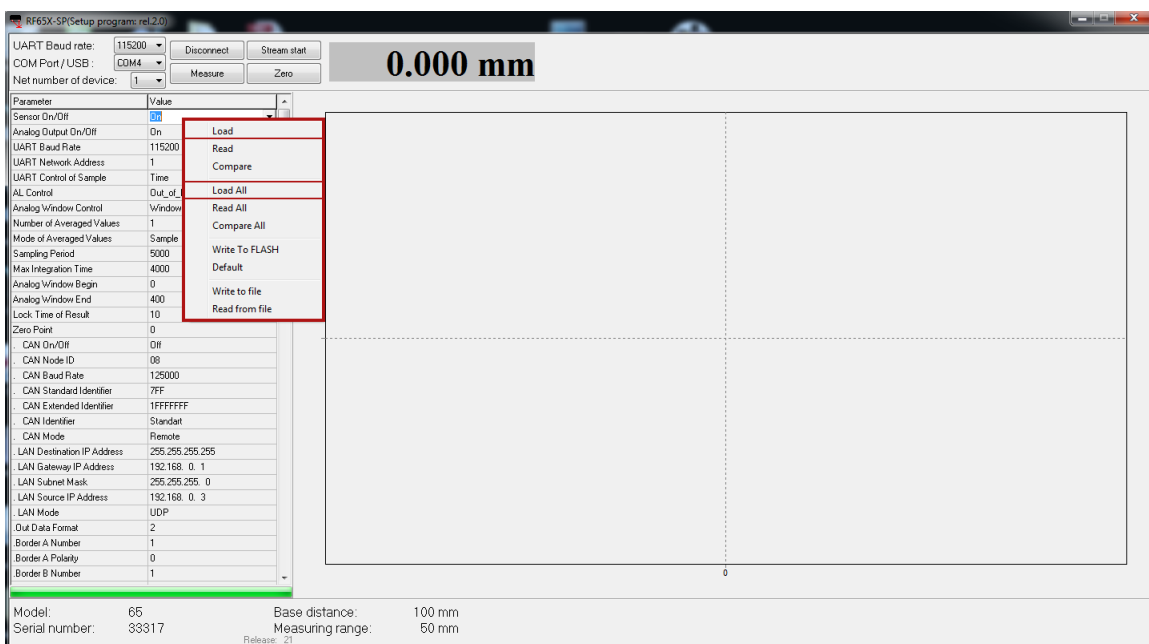 RF65X-SP(Setup program: rel.2.0)
UART Baud rate: 115200 Disconnect Stream start
COM Port / USB : COM4
Net number of device: 1 Measure Zero
0.000 mm
Parameter Value
Sensor On/Off On
Analog Output On/Off On
UART Baud Rate 115200
UART Network Address 1
UART Control of Sample Time
AL Control Out_of_
Analog Window Control Window
Number of Averaged Values 1
Mode of Averaged Values Sample
Sampling Period 5000
Max Integration Time 4000
Analog Window Begin 0
Analog Window End 400
Lock Time of Result 10
Zero Point 0
. CAN On/Off Off
. CAN Node ID 08
. CAN Baud Rate 125000
. CAN Standard Identifier 7FF
. CAN Extended Identifier 1FFFFFFF
. CAN Identifier Standart
. CAN Mode Remote
. LAN Destination IP Address 255.255.255.255
. LAN Gateway IP Address 192.168. 0. 1
. LAN Subnet Mask 255.255.255. 0
. LAN Source IP Address 192.168. 0. 3
. LAN Mode UDP
.Out Data Format 2
.Border A Number 1
.Border A Polarity 0
.Border B Number 1
Load
Read
Compare
Load All
Read All
Compare All
Write To FLASH
Default
Write to file
Read from file
0
Model: 65 Base distance: 100 mm
Serial number: 33317 Measuring range: 50 mm
Release: 21